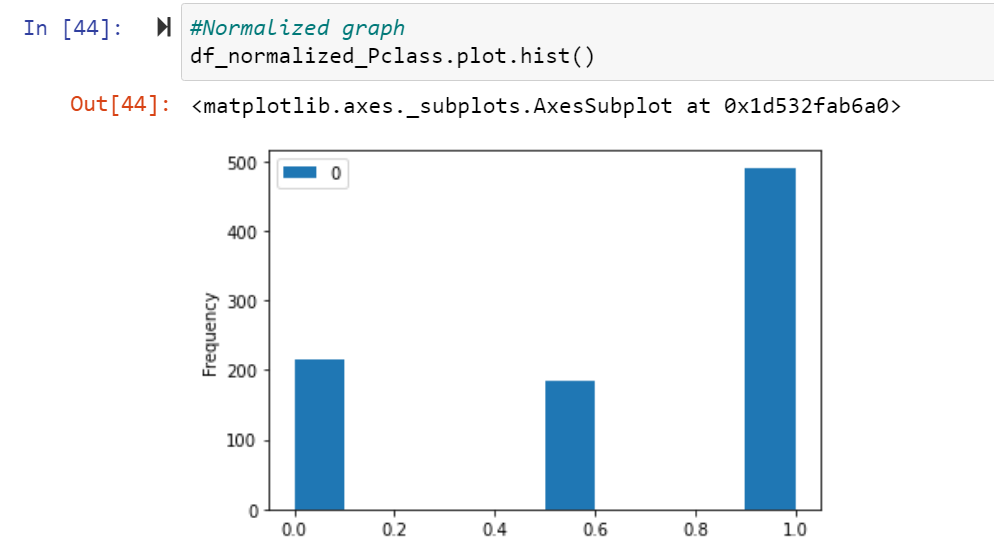 In [44]:
#Normalized graph
df_normalized_Pclass.plot.hist()
Out[44]: <matplotlib.axes._subplots.AxesSubplot at 0x1d532fab6a0>
0
500
400
300
200
100
0
Frequency
0.0 0.2 0.4 0.6 0.8 1.0